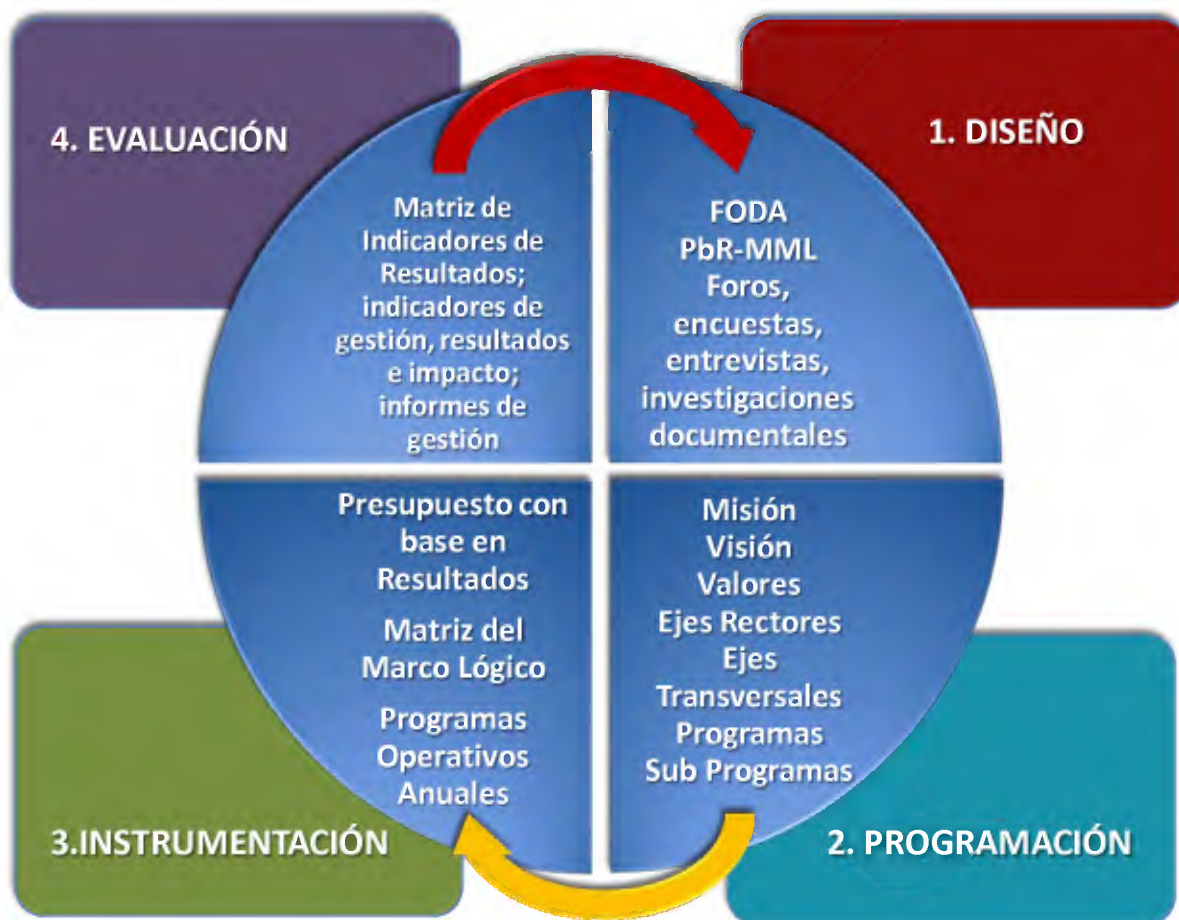 4. EVALUACIÓN
Matriz de
Indicadores de
Resultados;
indicadores de
gestión, resultados
e impacto;
informes de
gestión
1. DISEÑO
FODA
PbR-MML
Foros,
encuestas,
entrevistas,
investigaciones
documentales
Presupuesto con
base en
Resultados
Matriz del
Marco Lógico
Programas
Operativos
Anuales
3.INSTRUMENTACIÓN
Misión
Visión
Valores
Ejes Rectores
Ejes
Transversales
Programas
Sub Programas
2. PROGRAMACIÓN